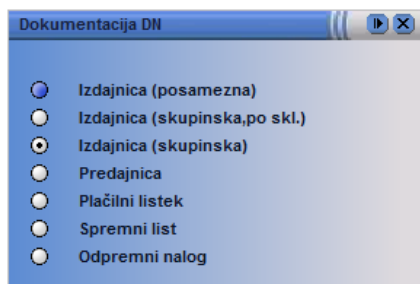 Dokumentacija DN
Izdajnica (posamezna)
Izdajnica (skupinska,po skl.)
Izdajnica (skupinska)
Predajnica
Plačilni listek
Spremni list
Odpremni nalog